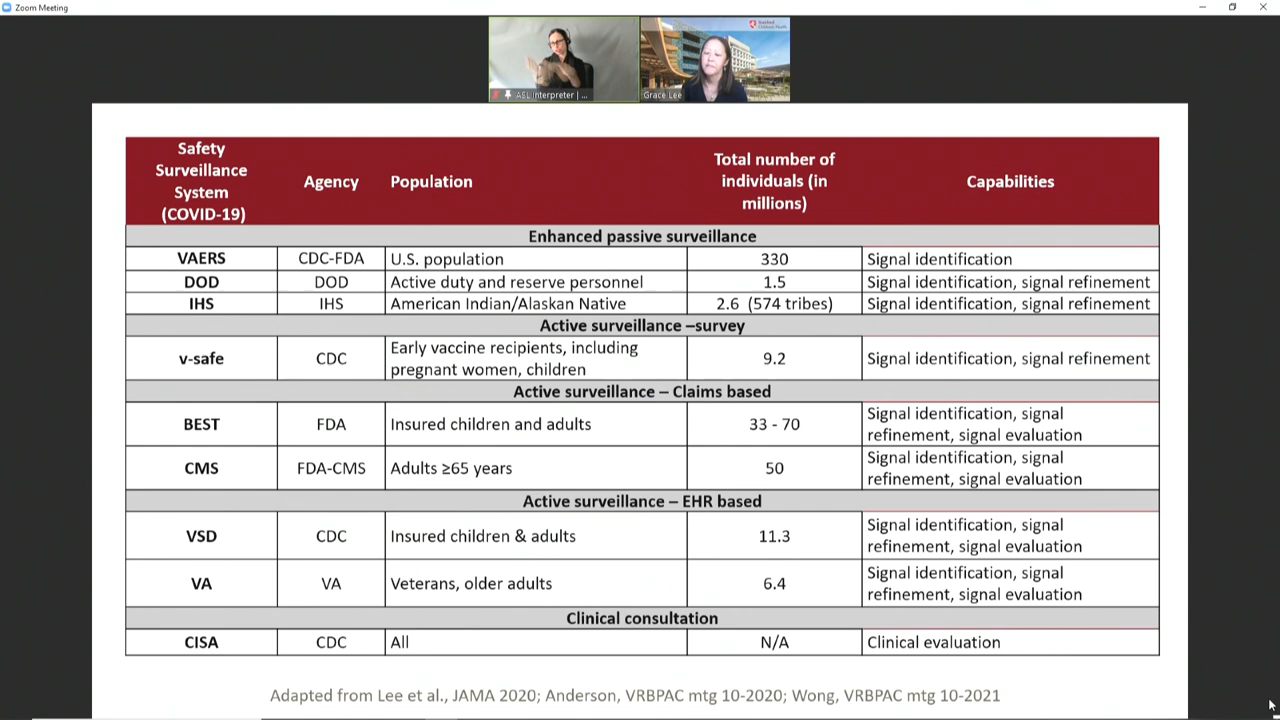 Zoom Meeting
ASL Interpreter | ...
Grace Lee
Safety
Surveillance
System
(COVID-19)
Agency
Population
Total number of
individuals (in
millions)
Capabilities
Enhanced passive surveillance
VAERS CDC-FDA U.S. population 330 Signal identification
DOD DOD Active duty and reserve personnel 1.5 Signal identification, signal refinement
IHS IHS American Indian/Alaskan Native 2.6 (574 tribes) Signal identification, signal refinement
Active surveillance –survey
v-safe CDC
Early vaccine recipients, including
pregnant women, children
9.2 Signal identification, signal refinement
Active surveillance – Claims based
BEST FDA Insured children and adults 33 - 70
Signal identification, signal
refinement, signal evaluation
CMS FDA-CMS Adults ≥65 years 50
Signal identification, signal
refinement, signal evaluation
Active surveillance – EHR based
VSD CDC Insured children & adults 11.3
Signal identification, signal
refinement, signal evaluation
VA VA Veterans, older adults 6.4
Signal identification, signal
refinement, signal evaluation
Clinical consultation
CISA CDC All N/A Clinical evaluation
Adapted from Lee et al., JAMA 2020; Anderson, VRBPAC mtg 10-2020; Wong, VRBPAC mtg 10-2021